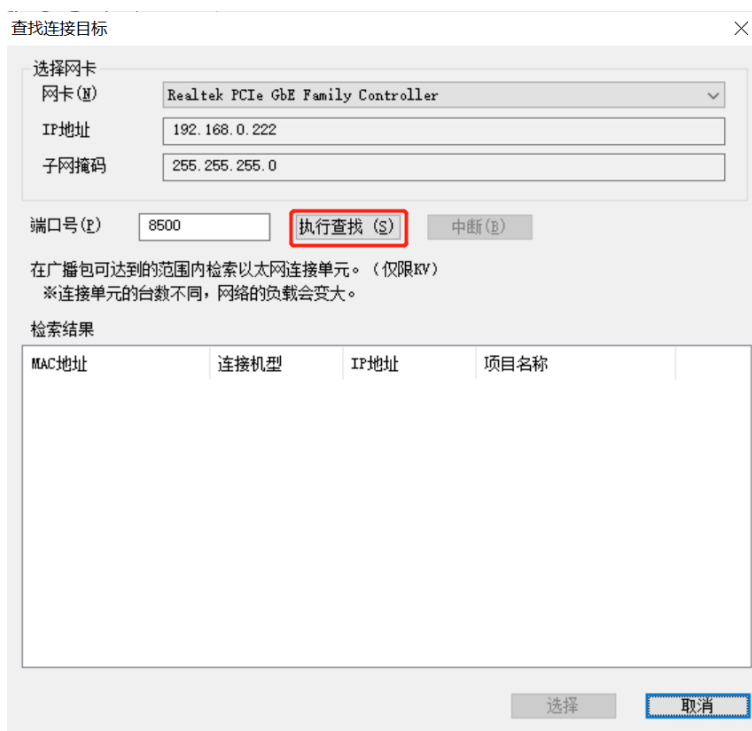 查找连接目标
选择网卡
网卡(N) Realtek PCIe GbE Family Controller
IP地址 192.168.0.222
子网掩码 255.255.255.0
端口号(P) 8500 执行查找 (S) 中断(B)
在广播包可达到的范围内检索以太网连接单元。（仅限KV）
※连接单元的台数不同，网络的负载会变大。
检索结果
MAC地址 连接机型 IP地址 项目名称
选择 取消